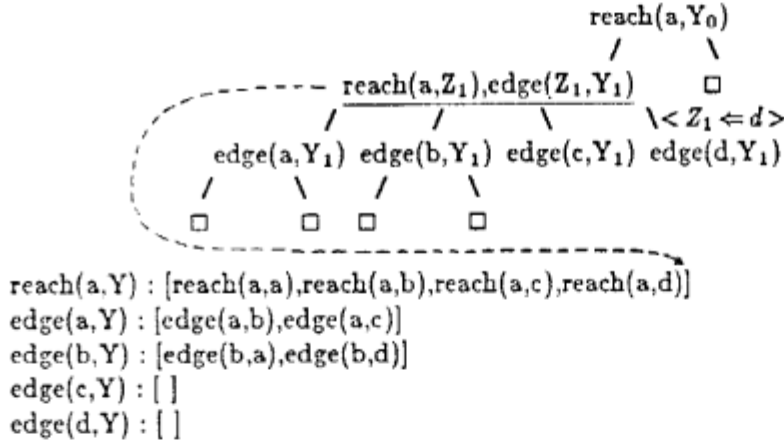 reach(a,Y₀)
reach(a,Z₁),edge(Z₁,Y₁) □
< Z₁ ⇐ d >
edge(a,Y₁) edge(b,Y₁) edge(c,Y₁) edge(d,Y₁)
□ □ □ □
reach(a,Y) : [reach(a,a),reach(a,b),reach(a,c),reach(a,d)]
edge(a,Y) : [edge(a,b),edge(a,c)]
edge(b,Y) : [edge(b,a),edge(b,d)]
edge(c,Y) : [ ]
edge(d,Y) : [ ]